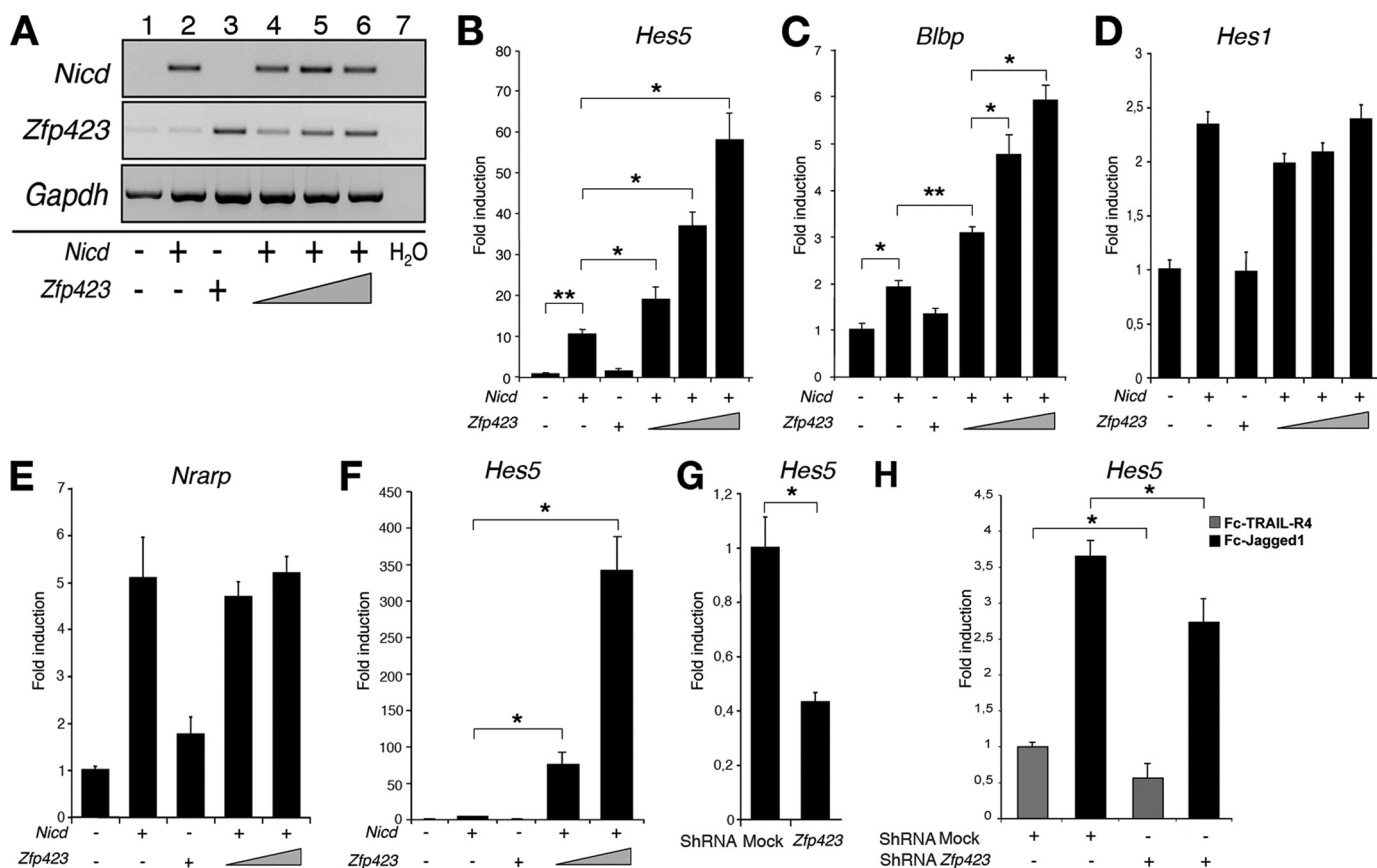 A
1 2 3 4 5 6 7
Nicd
Zfp423
Gapdh
Nicd - + - + + + H2O
Zfp423 - - +
B
Hes5
Fold induction
80
70
60
50
40
30
20
10
0
** * * *
Nicd - + - + + +
Zfp423 - - +
C
Blbp
Fold induction
7
6
5
4
3
2
1
0
* ** * *
Nicd - + - + + +
Zfp423 - - +
D
Hes1
Fold induction
3
2,5
2
1,5
1
0,5
0
Nicd - + - + + +
Zfp423 - - +
E
Nrarp
Fold induction
7
6
5
4
3
2
1
0
Nicd - + - + +
Zfp423 - - +
F
Hes5
Fold induction
450
400
350
300
250
200
150
100
50
0
* *
Nicd - + - + +
Zfp423 - - +
G
Hes5
Fold induction
1,2
1
0,8
0,6
0,4
0,2
0
*
ShRNA Mock Zfp423
H
Hes5
Fold induction
4,5
4
3,5
3
2,5
2
1,5
1
0,5
0
* *
Fc-TRAIL-R4
Fc-Jagged1
ShRNA Mock + + - -
ShRNA Zfp423 - - + +